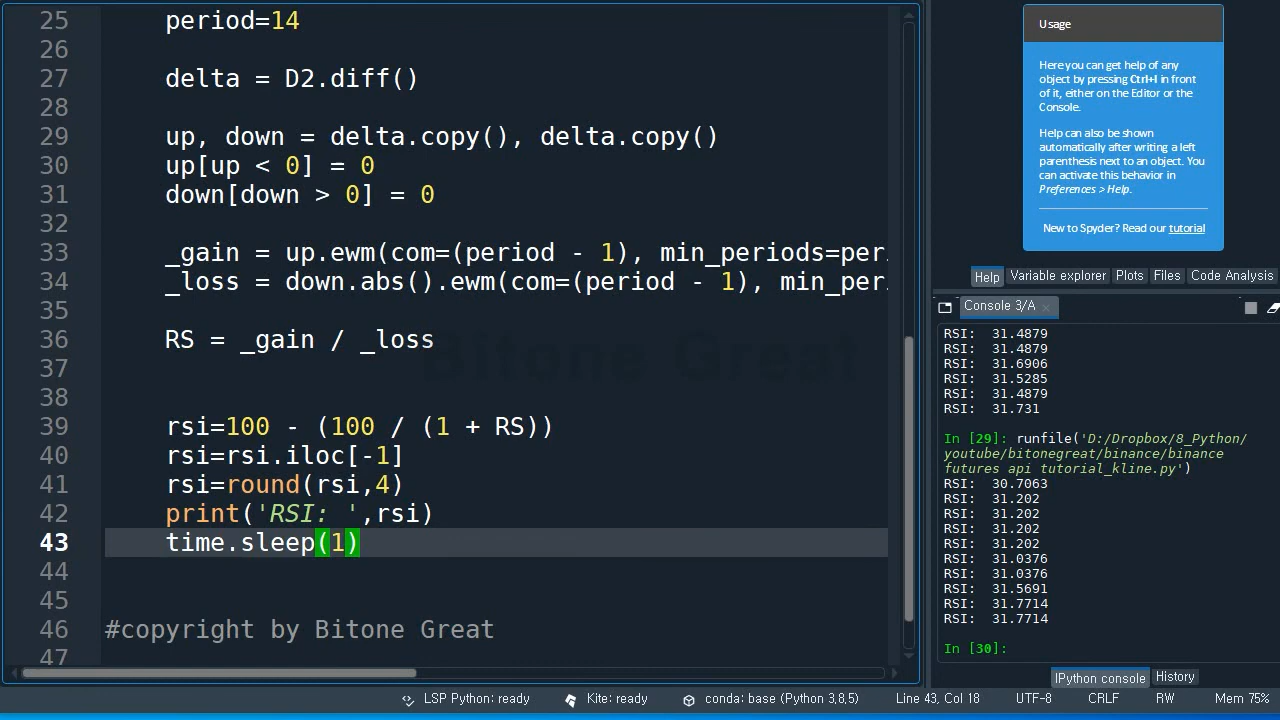 25 period=14
26
27 delta = D2.diff()
28
29 up, down = delta.copy(), delta.copy()
30 up[up < 0] = 0
31 down[down > 0] = 0
32
33 _gain = up.ewm(com=(period - 1), min_periods=per
34 _loss = down.abs().ewm(com=(period - 1), min_per
35
36 RS = _gain / _loss
37
38
39 rsi=100 - (100 / (1 + RS))
40 rsi=rsi.iloc[-1]
41 rsi=round(rsi,4)
42 print('RSI: ',rsi)
43 time.sleep(1)
44
45
46 #copyright by Bitone Great
47
Bitone Great
Usage
Here you can get help of any
object by pressing Ctrl+I in front
of it, either on the Editor or the
Console.
Help can also be shown
automatically after writing a left
parenthesis next to an object. You
can activate this behavior in
Preferences > Help.
New to Spyder? Read our tutorial
Help Variable explorer Plots Files Code Analysis
Console 3/A
RSI: 31.4879
RSI: 31.4879
RSI: 31.6906
RSI: 31.5285
RSI: 31.4879
RSI: 31.731
In [29]: runfile('D:/Dropbox/8_Python/
youtube/bitonegreat/binance/binance
futures api tutorial_kline.py')
RSI: 30.7063
RSI: 31.202
RSI: 31.202
RSI: 31.202
RSI: 31.202
RSI: 31.0376
RSI: 31.0376
RSI: 31.5691
RSI: 31.7714
RSI: 31.7714
In [30]:
IPython console History
LSP Python: ready Kite: ready conda: base (Python 3,8,5) Line 43, Col 18 UTF-8 CRLF RW Mem 75%